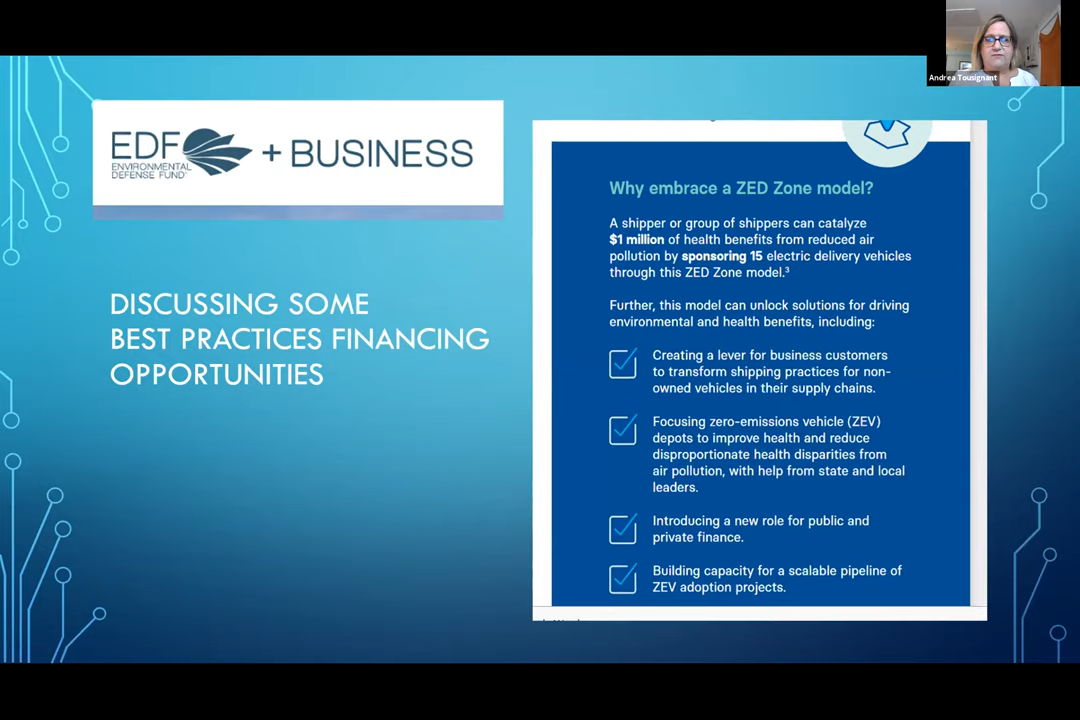 Andrea Tousignant
EDF
ENVIRONMENTAL
DEFENSE FUND
+ BUSINESS
DISCUSSING SOME
BEST PRACTICES FINANCING
OPPORTUNITIES
Why embrace a ZED Zone model?
A shipper or group of shippers can catalyze
$1 million of health benefits from reduced air
pollution by sponsoring 15 electric delivery vehicles
through this ZED Zone model.³
Further, this model can unlock solutions for driving
environmental and health benefits, including:
Creating a lever for business customers
to transform shipping practices for non-
owned vehicles in their supply chains.
Focusing zero-emissions vehicle (ZEV)
depots to improve health and reduce
disproportionate health disparities from
air pollution, with help from state and local
leaders.
Introducing a new role for public and
private finance.
Building capacity for a scalable pipeline of
ZEV adoption projects.